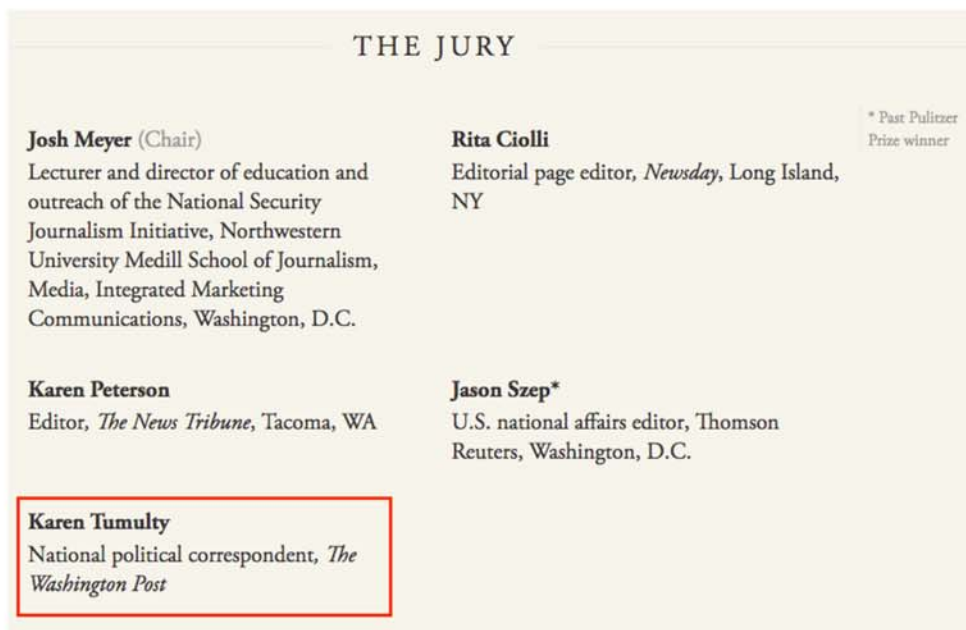 THE JURY
* Past Pulitzer
Prize winner
Josh Meyer (Chair)
Lecturer and director of education and
outreach of the National Security
Journalism Initiative, Northwestern
University Medill School of Journalism,
Media, Integrated Marketing
Communications, Washington, D.C.
Rita Ciolli
Editorial page editor, Newsday, Long Island,
NY
Karen Peterson
Editor, The News Tribune, Tacoma, WA
Jason Szep*
U.S. national affairs editor, Thomson
Reuters, Washington, D.C.
Karen Tumulty
National political correspondent, The
Washington Post